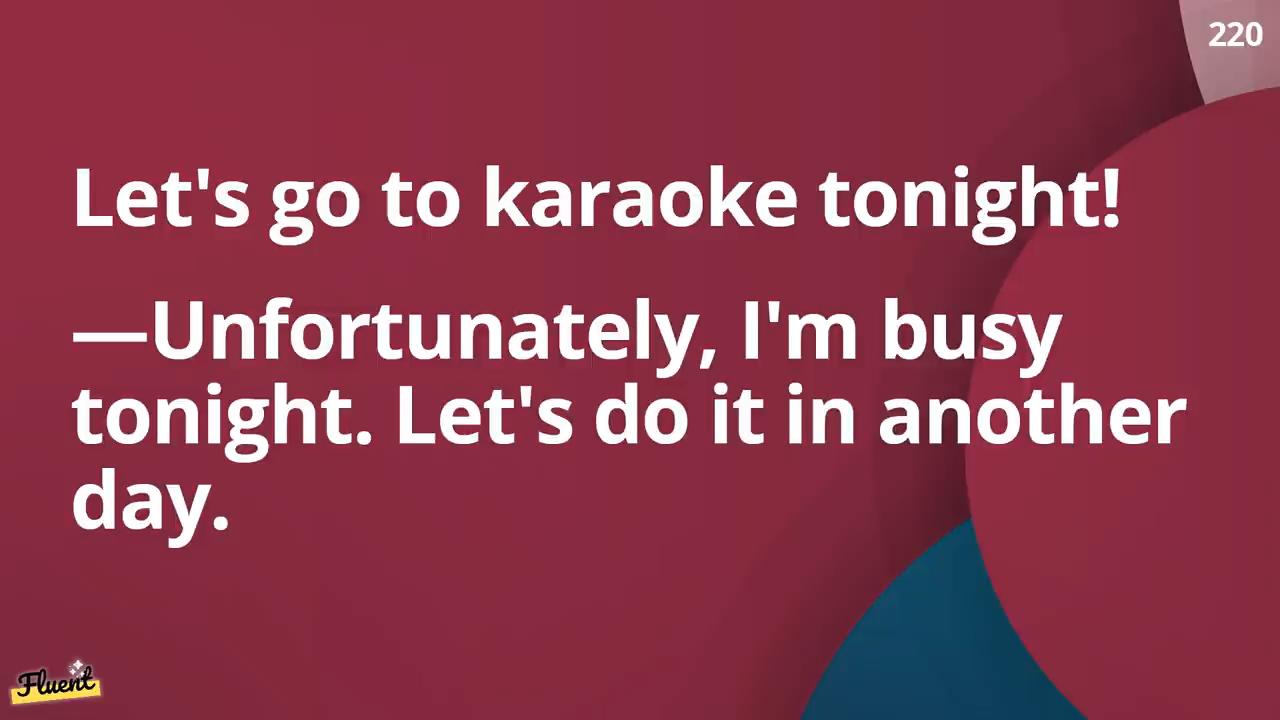 220
Let's go to karaoke tonight!
—Unfortunately, I'm busy
tonight. Let's do it in another
day.
Fluent